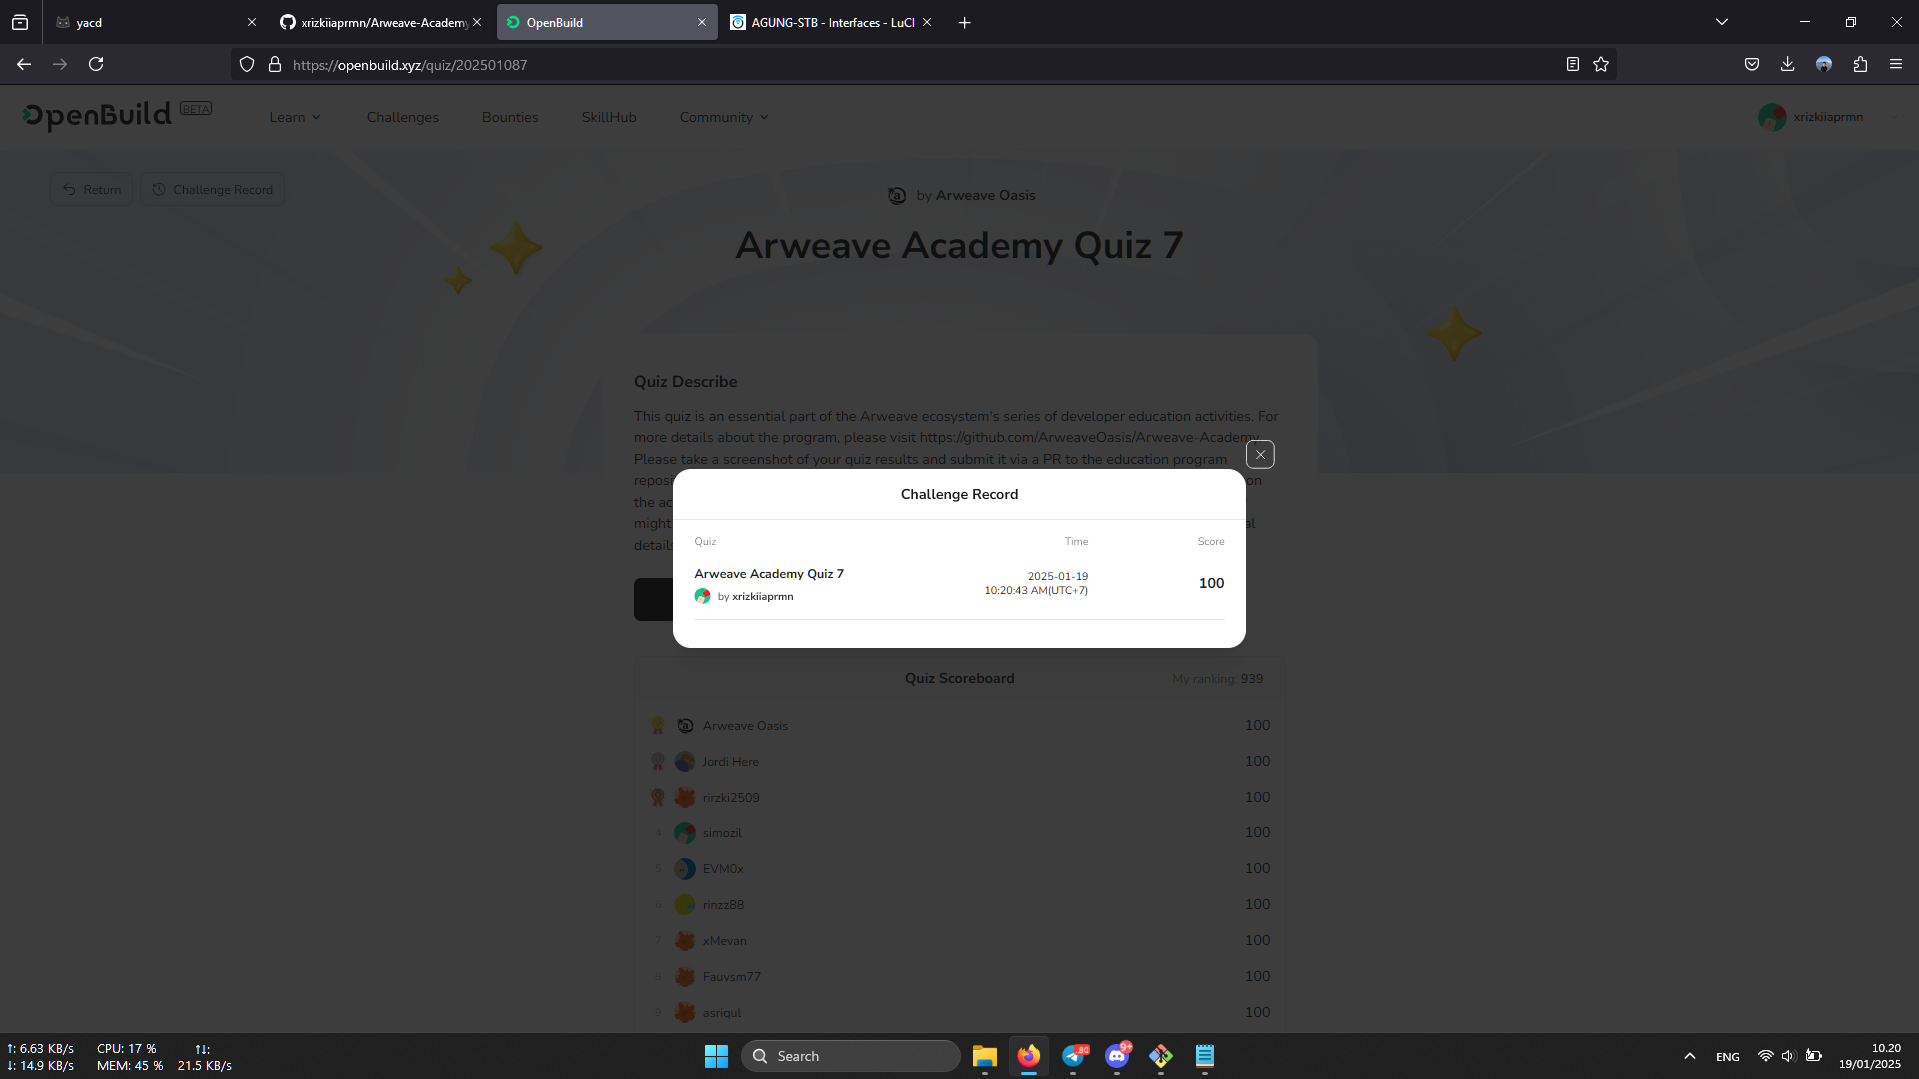 yacd
xrizkiiaprmn/Arweave-Academy
OpenBuild
AGUNG-STB - Interfaces - LuCI
https://openbuild.xyz/quiz/202501087
OpenBuild BETA
Learn
Challenges
Bounties
SkillHub
Community
xrizkiiaprmn
Return
Challenge Record
by Arweave Oasis
Arweave Academy Quiz 7
Quiz Describe
This quiz is an essential part of the Arweave ecosystem's series of developer education activities. For
more details about the program, please visit https://github.com/ArweaveOasis/Arweave-Academy.
Please take a screenshot of your quiz results and submit it via a PR to the education program
on
the ac
might
details
Challenge Record
Quiz Time Score
Arweave Academy Quiz 7
by xrizkiiaprmn
2025-01-19
10:20:43 AM(UTC+7)
100
Quiz Scoreboard
My ranking: 939
Arweave Oasis 100
Jordi Here 100
rirzki2509 100
4 simozil 100
5 EVM0x 100
6 rinzz88 100
7 xMevan 100
8 Fauvsm77 100
9 asriqul 100
↑: 6.63 KB/s CPU: 17 % ↑↓:
↓: 14.9 KB/s MEM: 45 % 21.5 KB/s
Search
80
9+
ENG
10.20
19/01/2025